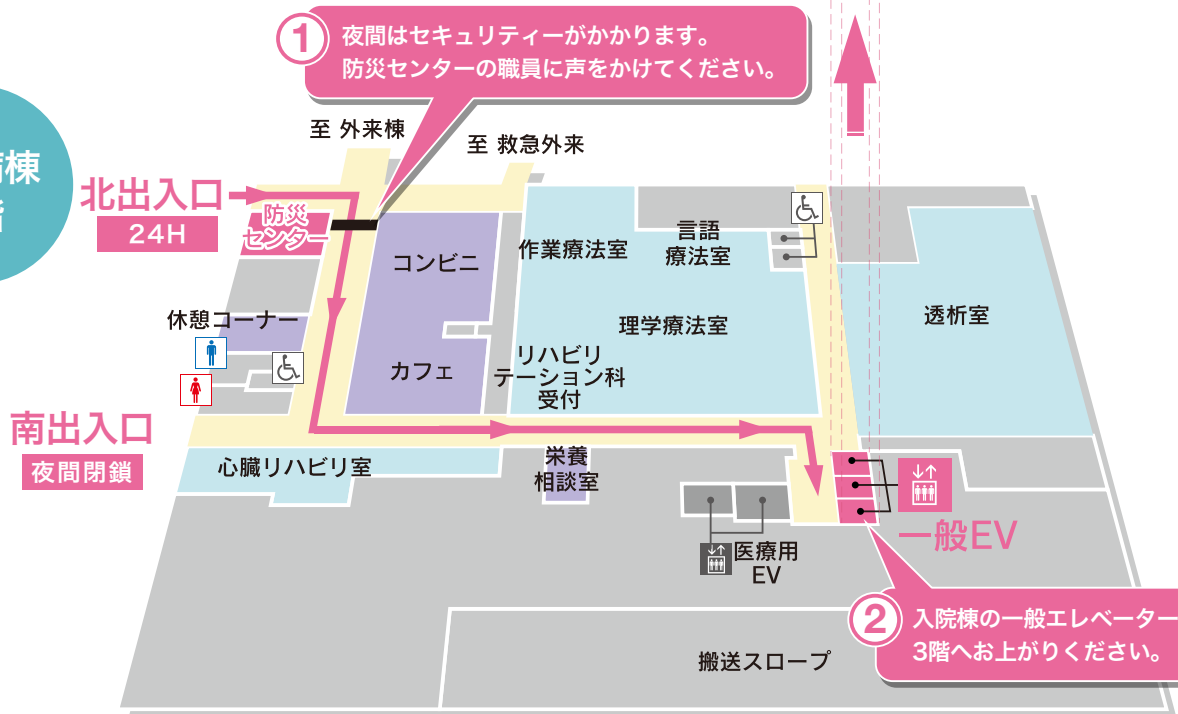 ①
夜間はセキュリティーがかかります。
防災センターの職員に声をかけてください。
至 外来棟
至 救急外来
棟
北出入口
24H
防災
センター
コンビニ
作業療法室
言語
療法室
休憩コーナー
理学療法室
透析室
カフェ
リハビリ
テーション科
受付
南出入口
夜間閉鎖
心臓リハビリ室
栄養
相談室
一般EV
医療用
EV
②
入院棟の一般エレベーター
3階へお上がりください。
搬送スロープ